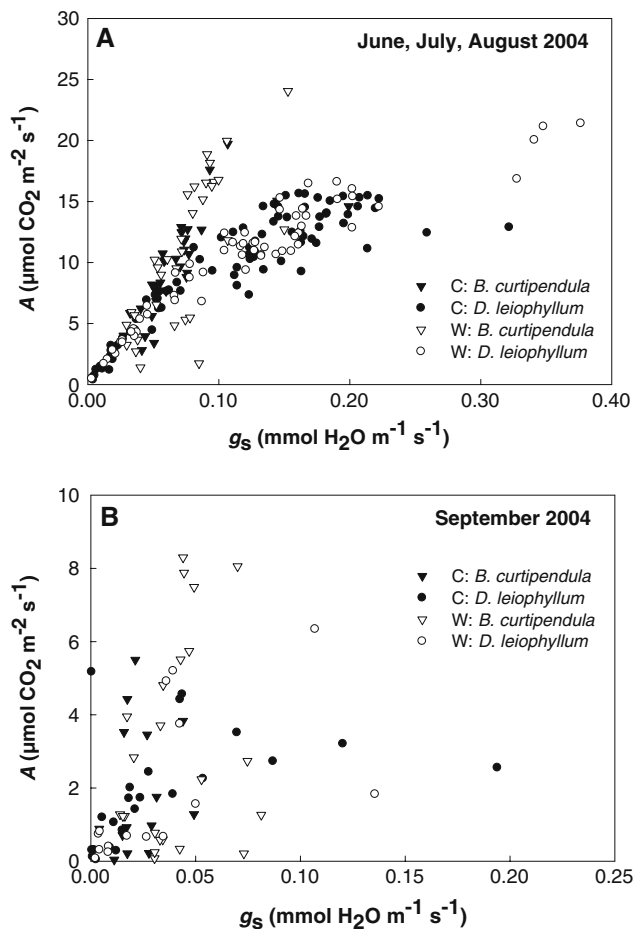 A
June, July, August 2004
30
25
20
15
10
5
0
A (µmol CO₂ m⁻² s⁻¹)
C: B. curtipendula
C: D. leiophyllum
W: B. curtipendula
W: D. leiophyllum
0.00 0.10 0.20 0.30 0.40
gs (mmol H₂O m⁻¹ s⁻¹)
B
September 2004
10
8
6
4
2
0
A (µmol CO₂ m⁻² s⁻¹)
C: B. curtipendula
C: D. leiophyllum
W: B. curtipendula
W: D. leiophyllum
0.00 0.05 0.10 0.15 0.20 0.25
gs (mmol H₂O m⁻¹ s⁻¹)